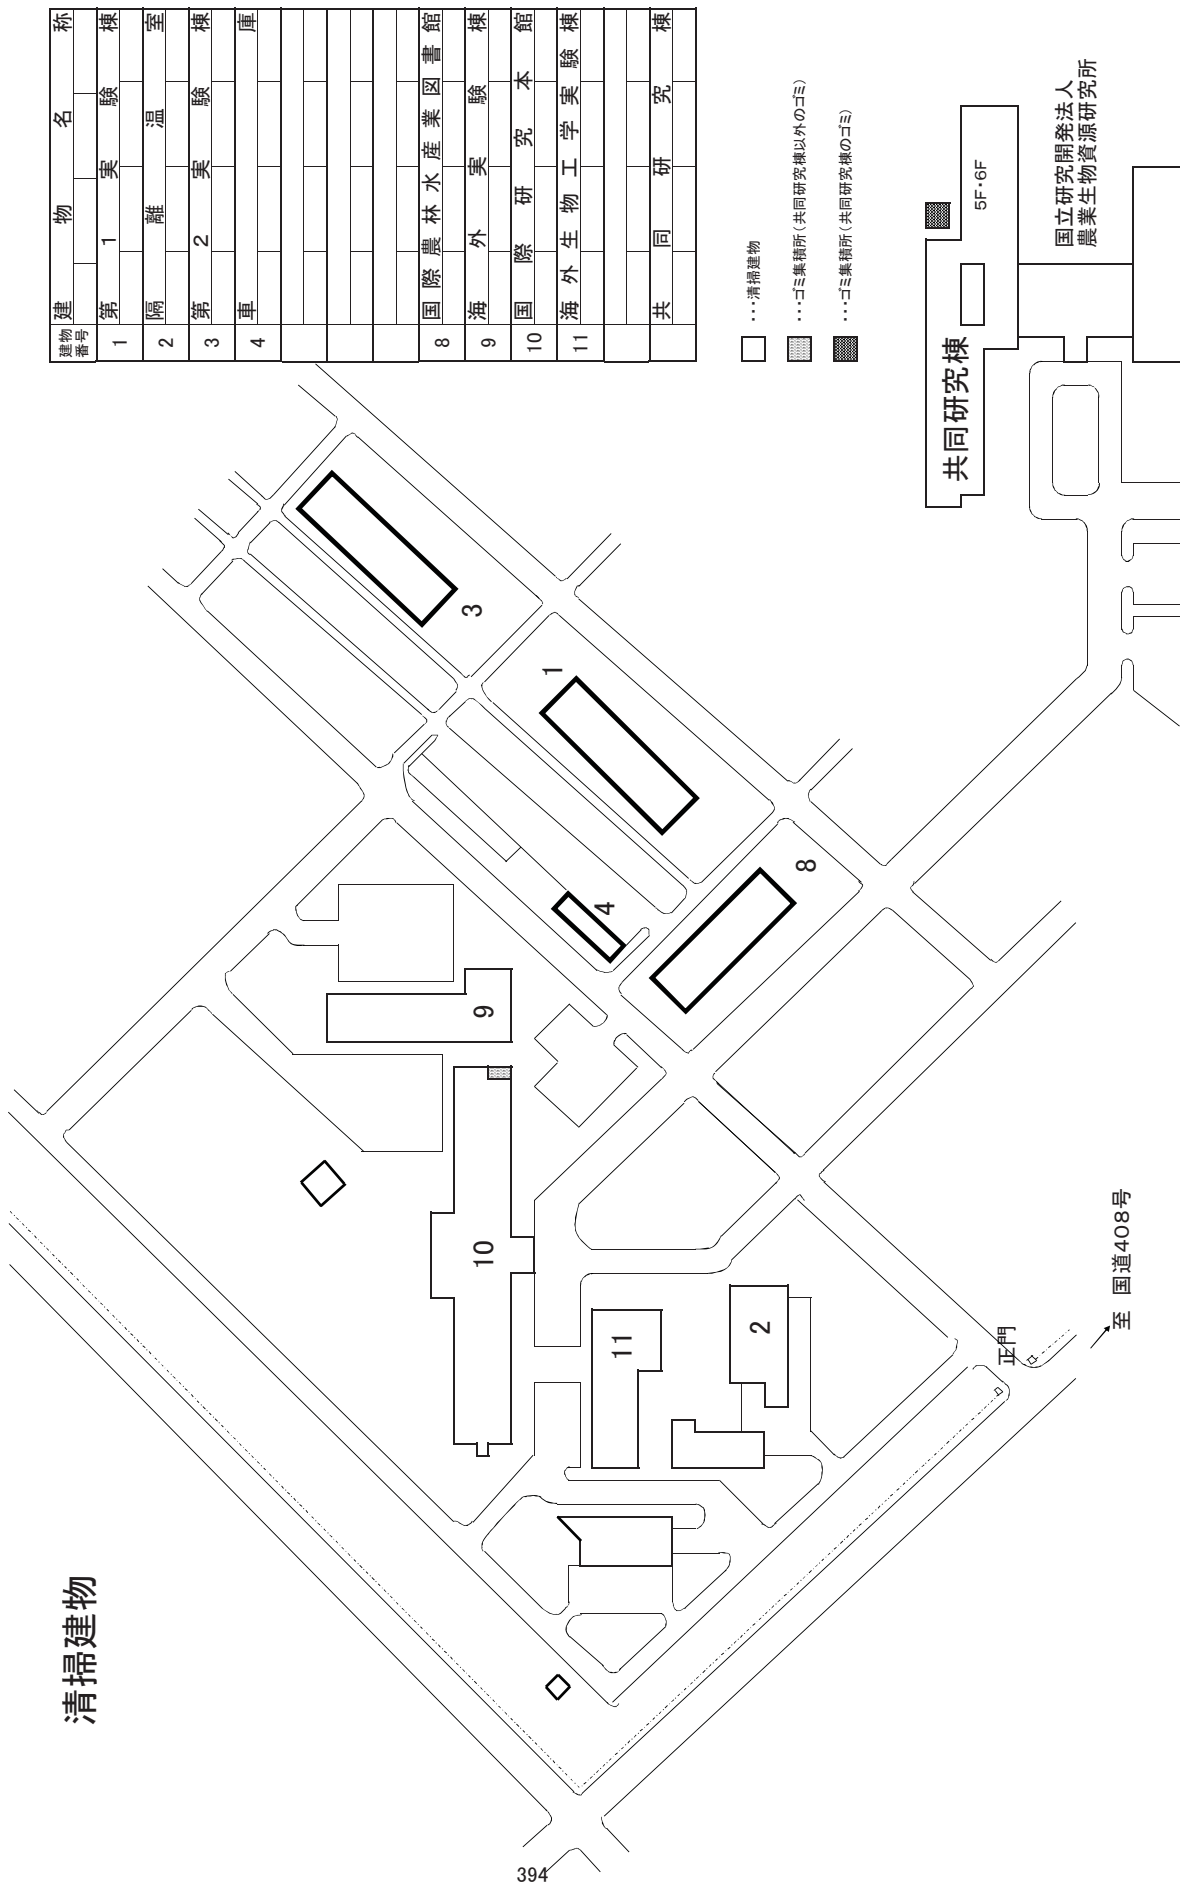 清掃建物
建物番号 建物名称
1 第1実験棟
2 隔離温室
3 第2実験棟
4 車庫
8 国際農林水産業図書館
9 海外実験棟
10 国際研究本館
11 海外生物工学実験棟
共同研究棟
・・・清掃建物
・・・ゴミ集積所(共同研究棟以外のゴミ)
・・・ゴミ集積所(共同研究棟のゴミ)
3
1
4
8
9
10
11
2
共同研究棟
5F・6F
国立研究開発法人
農業生物資源研究所
正門
至 国道408号
394